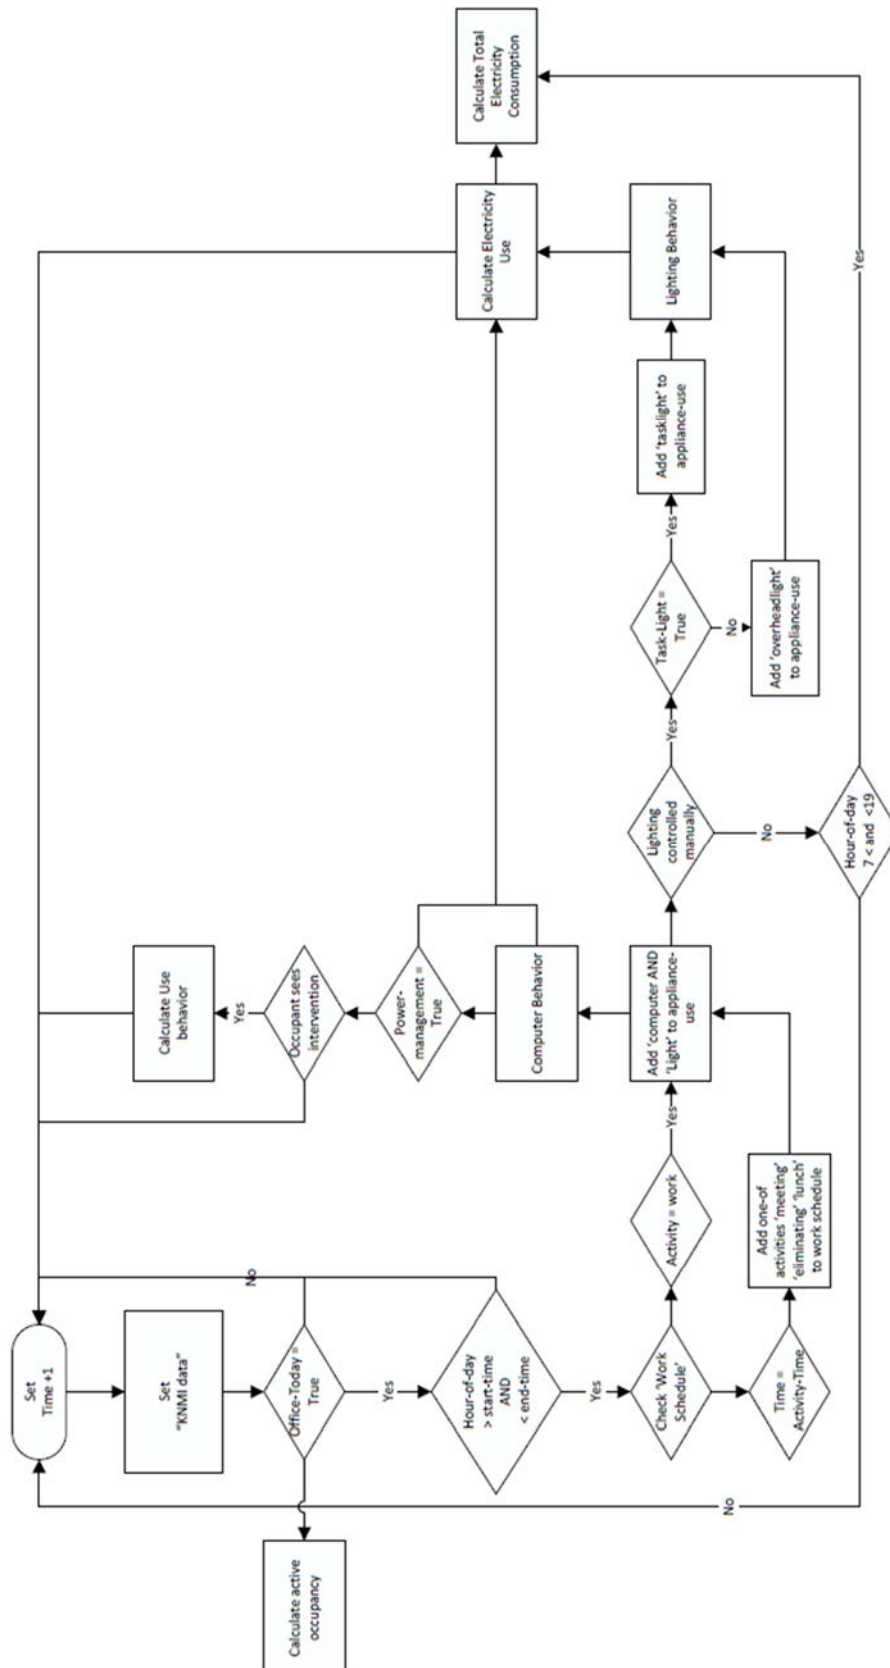 Set
Time +1
Set
“KNMI data”
Office-Today =
True
Calculate active
occupancy
No
Yes
Hour-of-day
> start-time
AND
< end-time
Yes
Check ‘Work
Schedule’
Time =
Activity-Time
Activity = work
Yes
Add one-of
activities ‘meeting’
‘eliminating’ ‘lunch’
to work schedule
Add ‘computer AND
‘Light’ to appliance-
use
Computer Behavior
Power-
management =
True
Occupant sees
intervention
Yes
Calculate Use
behavior
Lighting
controlled
manually
Yes
No
Hour-of-day
7 < and <19
No
Yes
Task-Light =
True
Yes
No
Add ‘tasklight’ to
appliance-use
Add ‘overheadlight’
to appliance-use
Lighting Behavior
Calculate Electricity
Use
Calculate Total
Electricity
Consumption